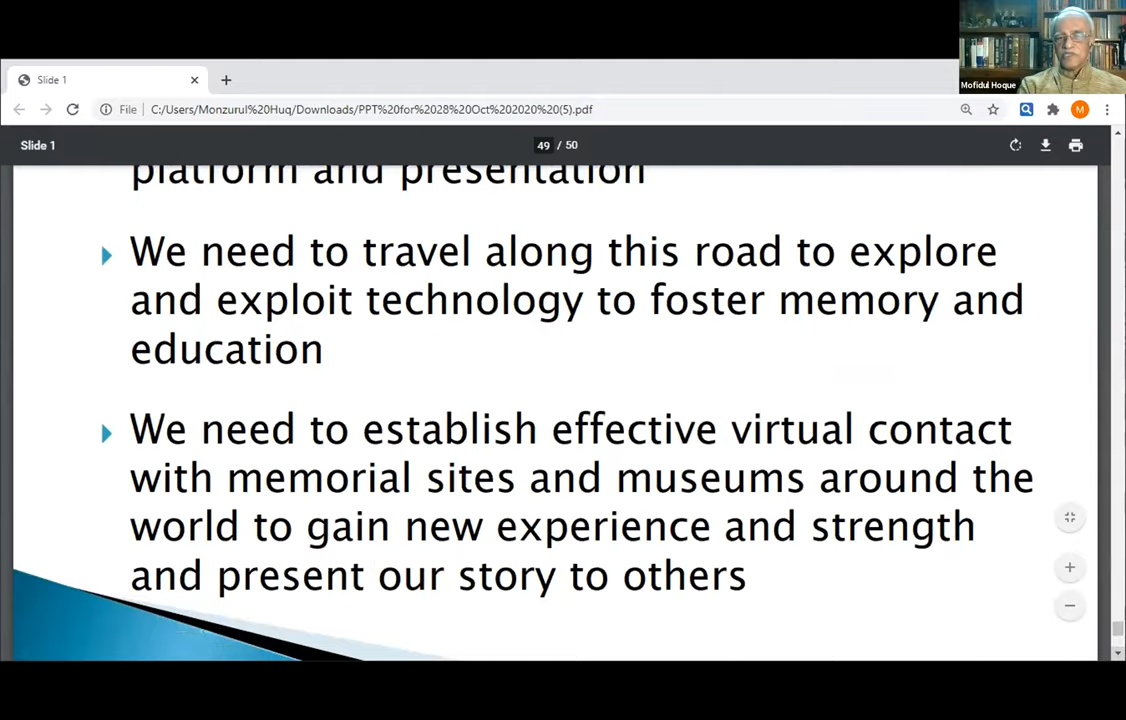 Mofidul Hoque
Slide 1
File C:/Users/Monzurul%20Huq/Downloads/PPT%20for%2028%20Oct%202020%20(5).pdf
M
Slide 1
49 / 50
platform and presentation
We need to travel along this road to explore
and exploit technology to foster memory and
education
We need to establish effective virtual contact
with memorial sites and museums around the
world to gain new experience and strength
and present our story to others